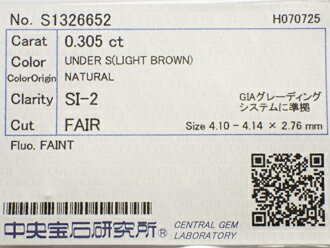 No. S1326652 H070725
Carat 0.305 ct
Color UNDER S(LIGHT BROWN)
ColorOrigin NATURAL
Clarity SI-2 GIAグレーディング
システムに準拠
Cut FAIR Size 4.10 - 4.14 × 2.76 mm
Fluo. FAINT
中央宝石研究所® CENTRAL GEM
LABORATORY